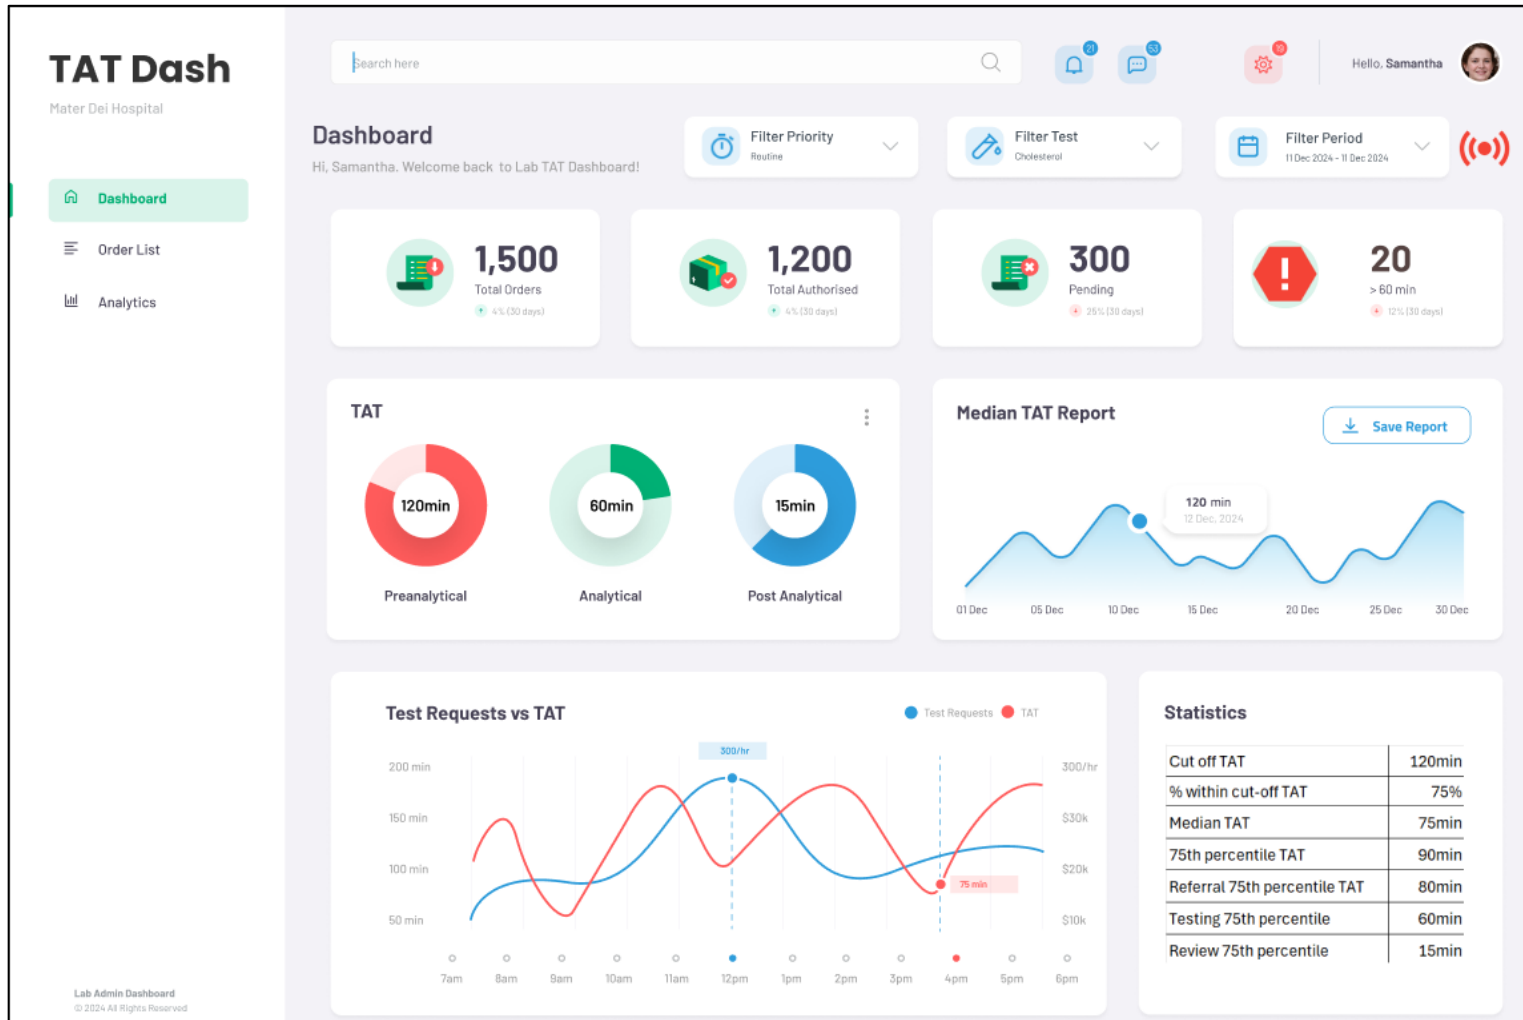 TAT Dash
Mater Dei Hospital
Dashboard
Order List
Analytics
Lab Admin Dashboard
© 2024 All Rights Reserved
Search here
21
53
19
Hello, Samantha
Dashboard
Hi, Samantha. Welcome back to Lab TAT Dashboard!
Filter Priority
Routine
Filter Test
Cholesterol
Filter Period
11 Dec 2024 - 11 Dec 2024
1,500
Total Orders
4% (30 days)
1,200
Total Authorised
4% (30 days)
300
Pending
25% (30 days)
20
> 60 min
12% (30 days)
TAT
120min
60min
15min
Preanalytical
Analytical
Post Analytical
Median TAT Report
Save Report
120 min
12 Dec, 2024
01 Dec
05 Dec
10 Dec
15 Dec
20 Dec
25 Dec
30 Dec
Test Requests vs TAT
Test Requests
TAT
300/hr
200 min
150 min
100 min
50 min
300/hr
$30k
$20k
$10k
75 min
7am
8am
9am
10am
11am
12pm
1pm
2pm
3pm
4pm
5pm
6pm
Statistics
Cut off TAT 120min
% within cut-off TAT 75%
Median TAT 75min
75th percentile TAT 90min
Referral 75th percentile TAT 80min
Testing 75th percentile 60min
Review 75th percentile 15min